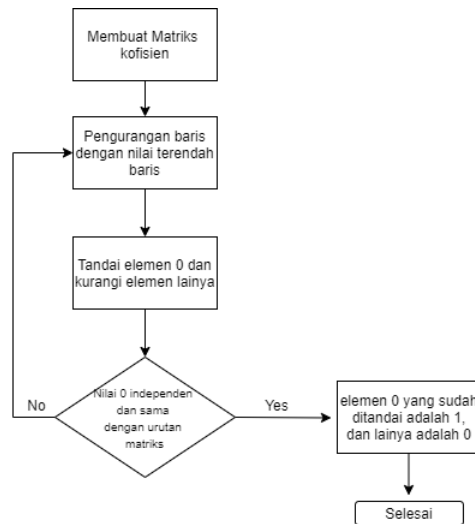 Membuat Matriks
kofisien
Pengurangan baris
dengan nilai terendah
baris
Tandai elemen 0 dan
kurangi elemen lainya
Nilai 0 independen
dan sama
dengan urutan
matriks
No
Yes
elemen 0 yang sudah
ditandai adalah 1,
dan lainya adalah 0
Selesai